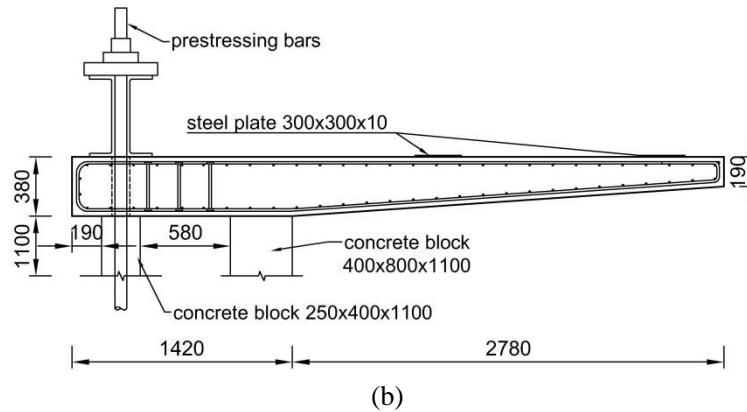 prestressing bars
steel plate 300x300x10
380
190
1100
190
580
concrete block
400x800x1100
concrete block 250x400x1100
1420
2780
(b)